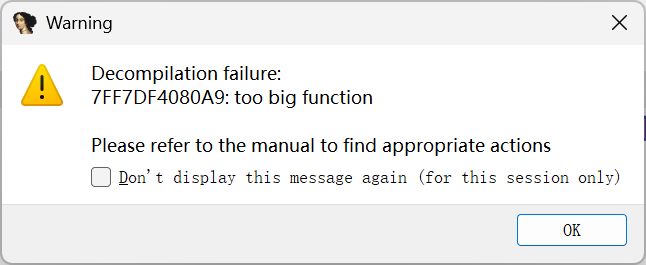 Warning
Decompilation failure:
7FF7DF4080A9: too big function
Please refer to the manual to find appropriate actions
Don't display this message again (for this session only)
OK